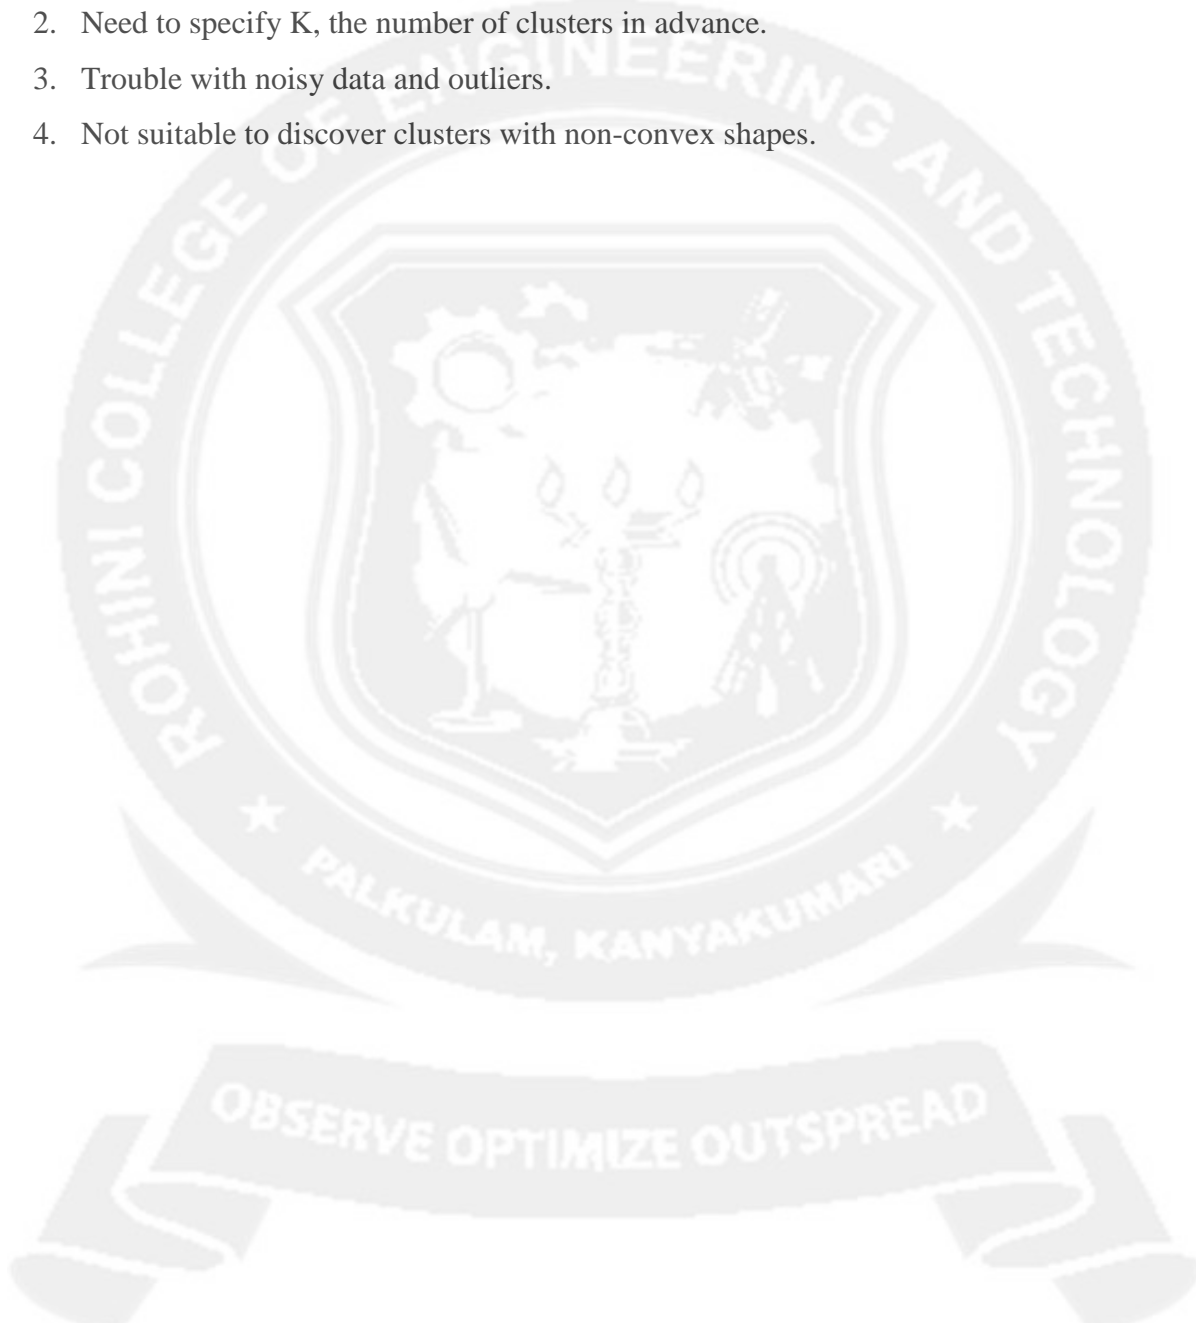 2. Need to specify K, the number of clusters in advance.
3. Trouble with noisy data and outliers.
4. Not suitable to discover clusters with non-convex shapes.
ROHINI COLLEGE OF ENGINEERING AND TECHNOLOGY
PALKULAM, KANYAKUMARI
OBSERVE OPTIMIZE OUTSPREAD